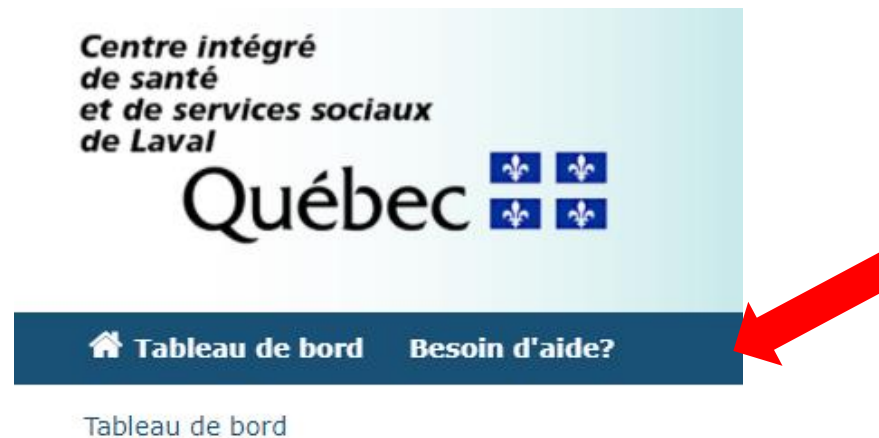 Centre intégré
de santé
et de services sociaux
de Laval
Québec
Tableau de bord Besoin d'aide?
Tableau de bord